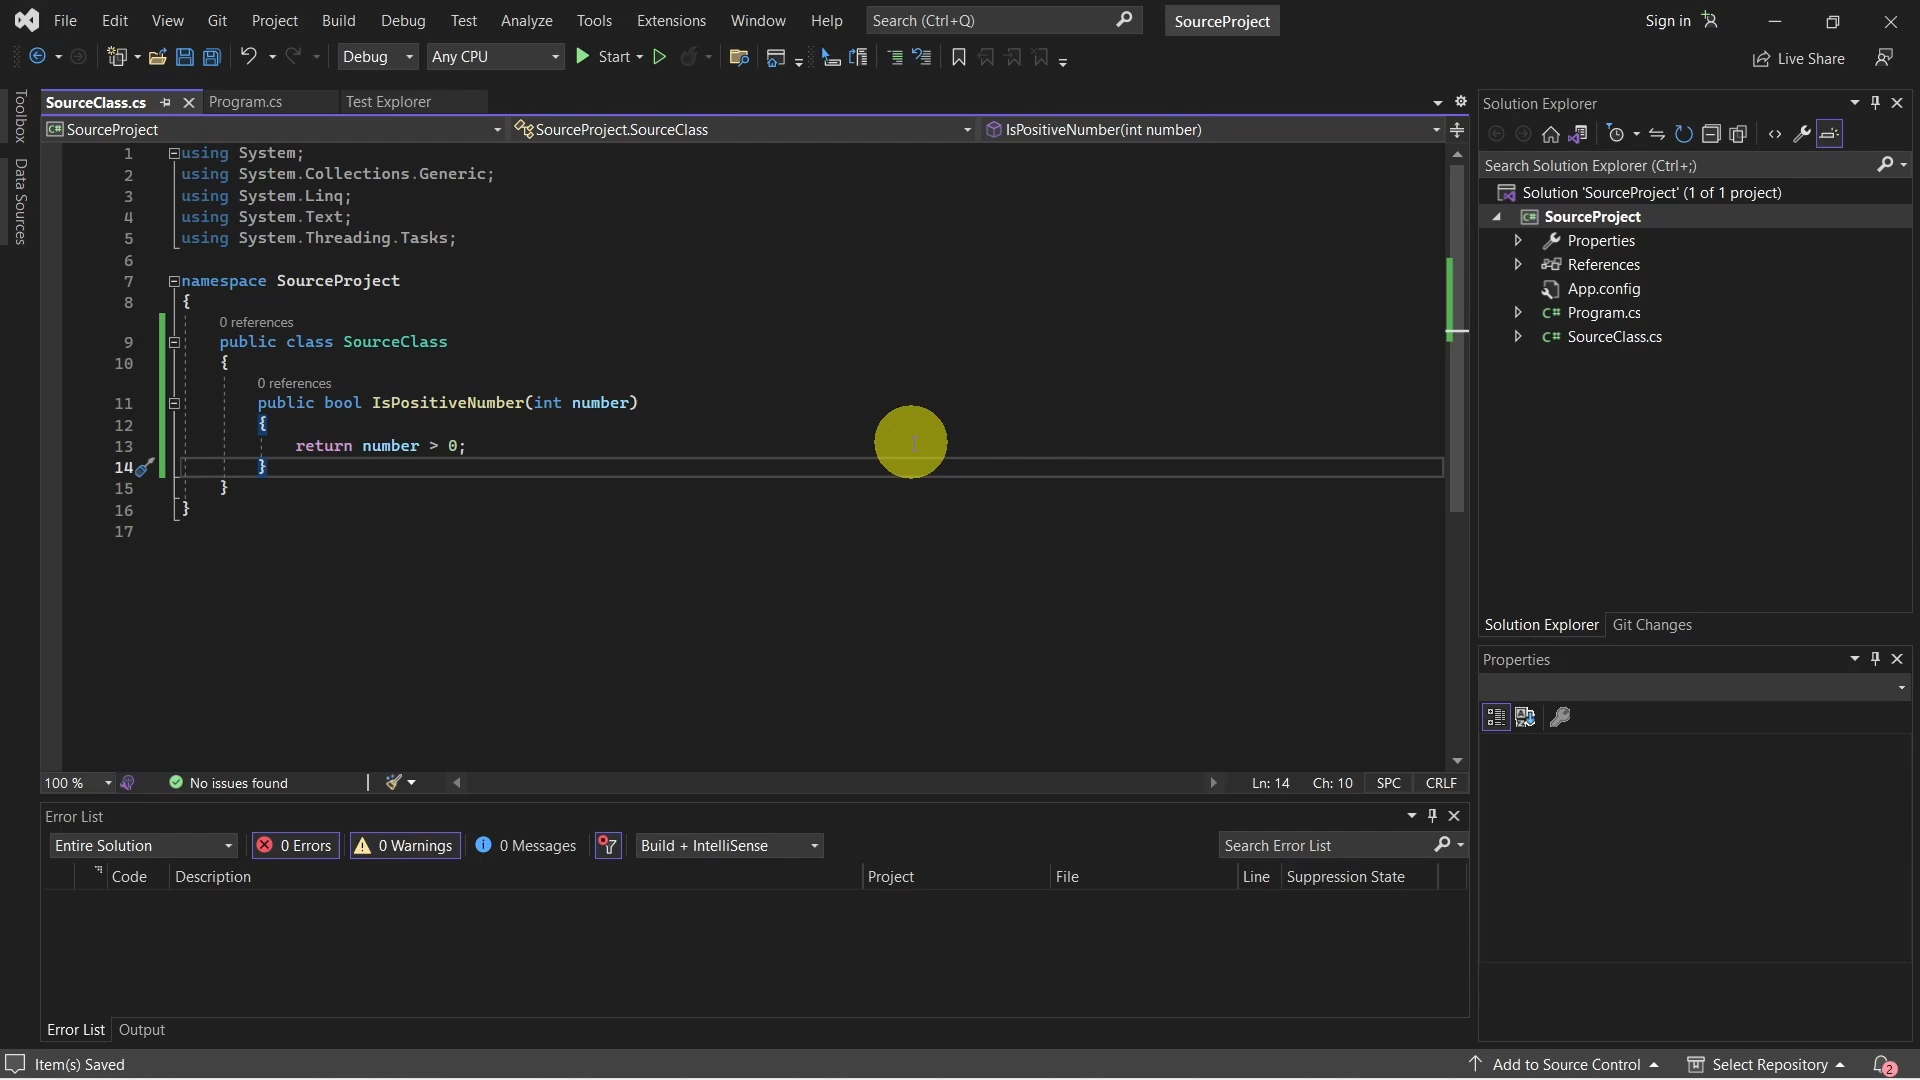 File Edit View Git Project Build Debug Test Analyze Tools Extensions Window Help Search (Ctrl+Q) SourceProject Sign in
Debug Any CPU Start Live Share
Toolbox
Data Sources
SourceClass.cs Program.cs Test Explorer
C# SourceProject SourceProject.SourceClass IsPositiveNumber(int number)
1 using System;
2 using System.Collections.Generic;
3 using System.Linq;
4 using System.Text;
5 using System.Threading.Tasks;
6
7 namespace SourceProject
8 {
0 references
9 public class SourceClass
10 {
0 references
11 public bool IsPositiveNumber(int number)
12 {
13 return number > 0;
14 }
15 }
16 }
17
100 % No issues found Ln: 14 Ch: 10 SPC CRLF
Error List
Entire Solution 0 Errors 0 Warnings 0 Messages Build + IntelliSense Search Error List
Code Description Project File Line Suppression State
Error List Output
Solution Explorer
Search Solution Explorer (Ctrl+;)
Solution 'SourceProject' (1 of 1 project)
C# SourceProject
Properties
References
App.config
C# Program.cs
C# SourceClass.cs
Solution Explorer Git Changes
Properties
Item(s) Saved Add to Source Control Select Repository 2